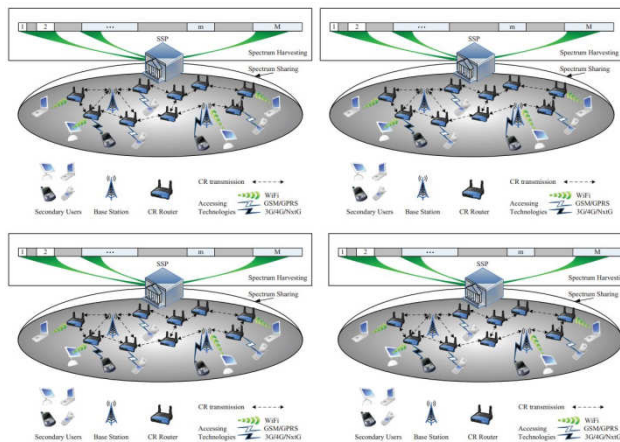 1 2 ... m M
SSP
Spectrum Harvesting
Spectrum Sharing
CR transmission
WiFi
Accessing GSM/GPRS
Secondary Users Base Station CR Router Technologies 3G/4G/NxtG
1 2 ... m M
SSP
Spectrum Harvesting
Spectrum Sharing
CR transmission
WiFi
Accessing GSM/GPRS
Secondary Users Base Station CR Router Technologies 3G/4G/NxtG
1 2 ... m M
SSP
Spectrum Harvesting
Spectrum Sharing
CR transmission
WiFi
Accessing GSM/GPRS
Secondary Users Base Station CR Router Technologies 3G/4G/NxtG
1 2 ... m M
SSP
Spectrum Harvesting
Spectrum Sharing
CR transmission
WiFi
Accessing GSM/GPRS
Secondary Users Base Station CR Router Technologies 3G/4G/NxtG